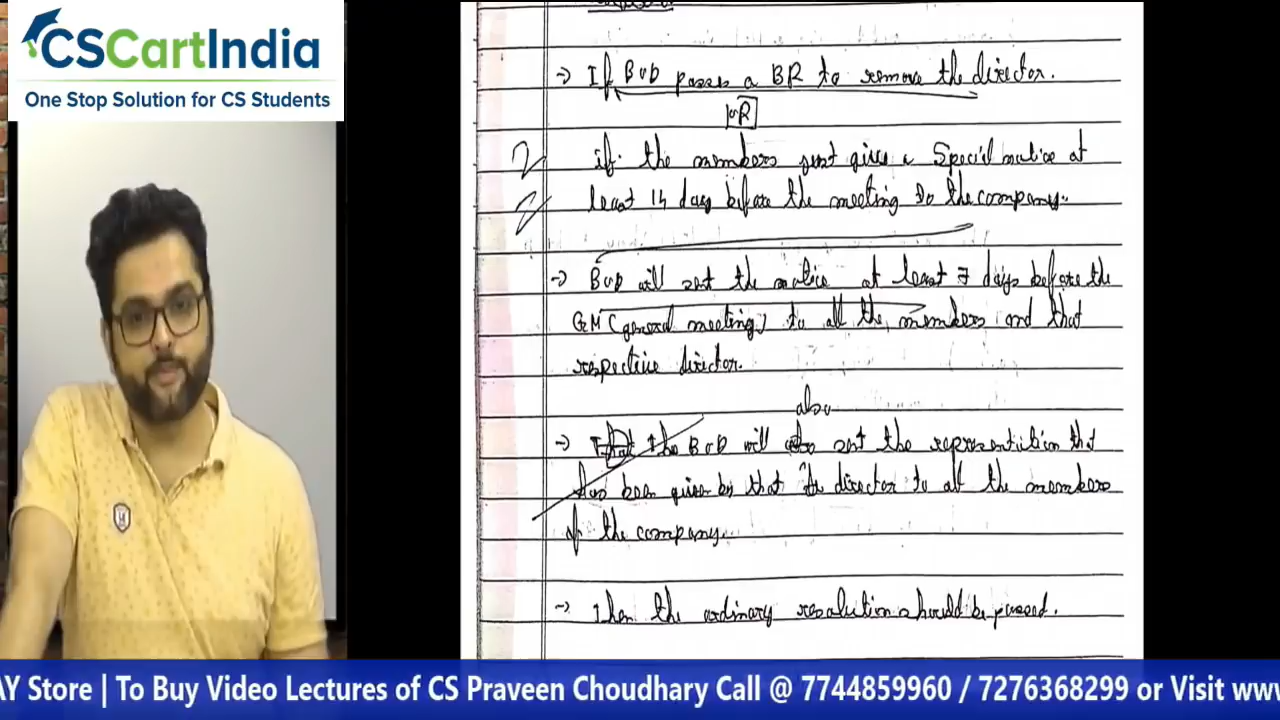 CSCartIndia
One Stop Solution for CS Students
-> If BoD passes a BR to remove the director.
OR
if the members give a Special notice at
least 14 days before the meeting to the company.
-> BoD will sent the notice at least 7 days before the
GM (general meeting) to all the members and that
respective director.
also
-> The BoD will sent the representation that
has been given by that director to all the members
of the company.
-> Then the ordinary resolution should be passed.
AY Store | To Buy Video Lectures of CS Praveen Choudhary Call @ 7744859960 / 7276368299 or Visit www